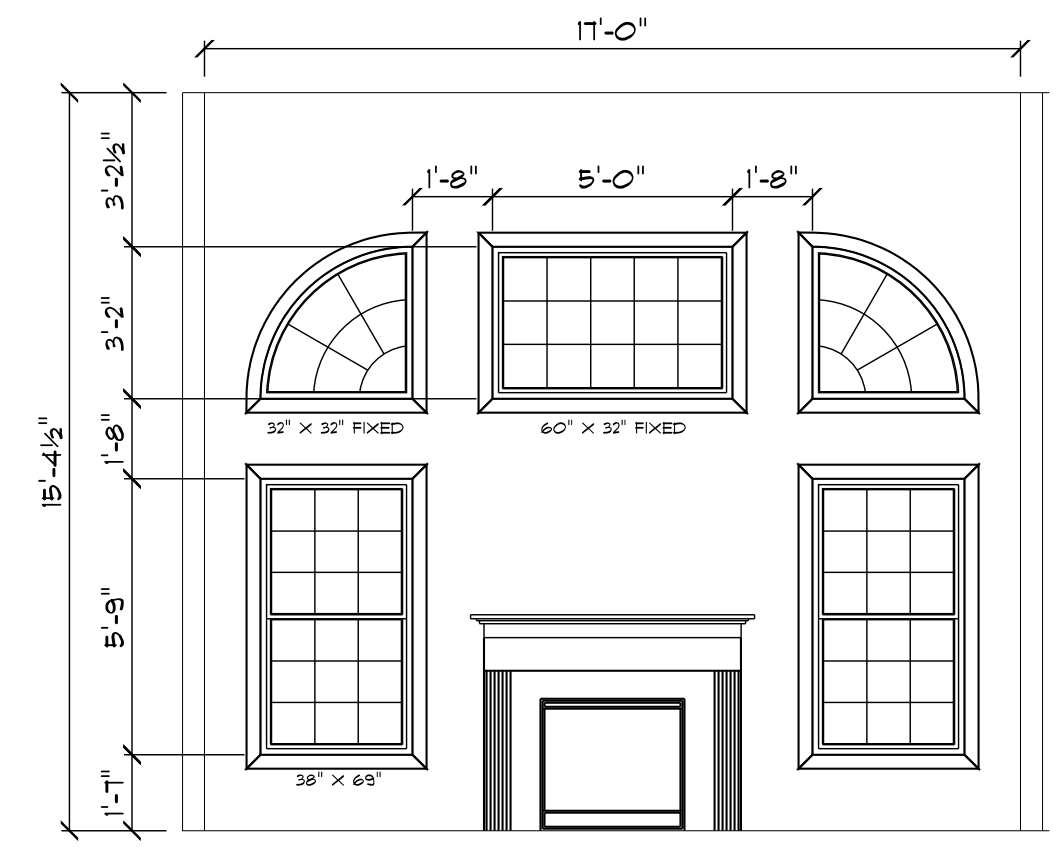 17'-0"
3'-2½"
1'-8" 5'-0" 1'-8"
3'-2"
32" X 32" FIXED 60" X 32" FIXED
1'-8"
15'-4½"
5'-9"
38" X 69"
1'-7"